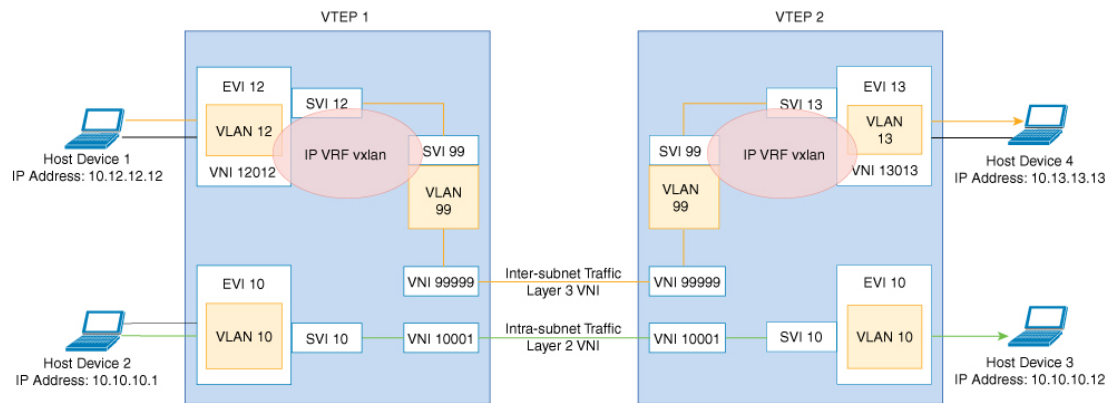 VTEP 1
VTEP 2
EVI 12
SVI 12
VLAN 12
IP VRF vxlan
SVI 99
VNI 12012
VLAN
99
Host Device 1
IP Address: 10.12.12.12
SVI 13
EVI 13
VLAN
13
IP VRF vxlan
SVI 99
VNI 13013
VLAN
99
Host Device 4
IP Address: 10.13.13.13
VNI 99999
Inter-subnet Traffic
Layer 3 VNI
VNI 99999
EVI 10
VLAN 10
SVI 10
VNI 10001
Intra-subnet Traffic
Layer 2 VNI
VNI 10001
SVI 10
EVI 10
VLAN 10
Host Device 2
IP Address: 10.10.10.1
Host Device 3
IP Address: 10.10.10.12